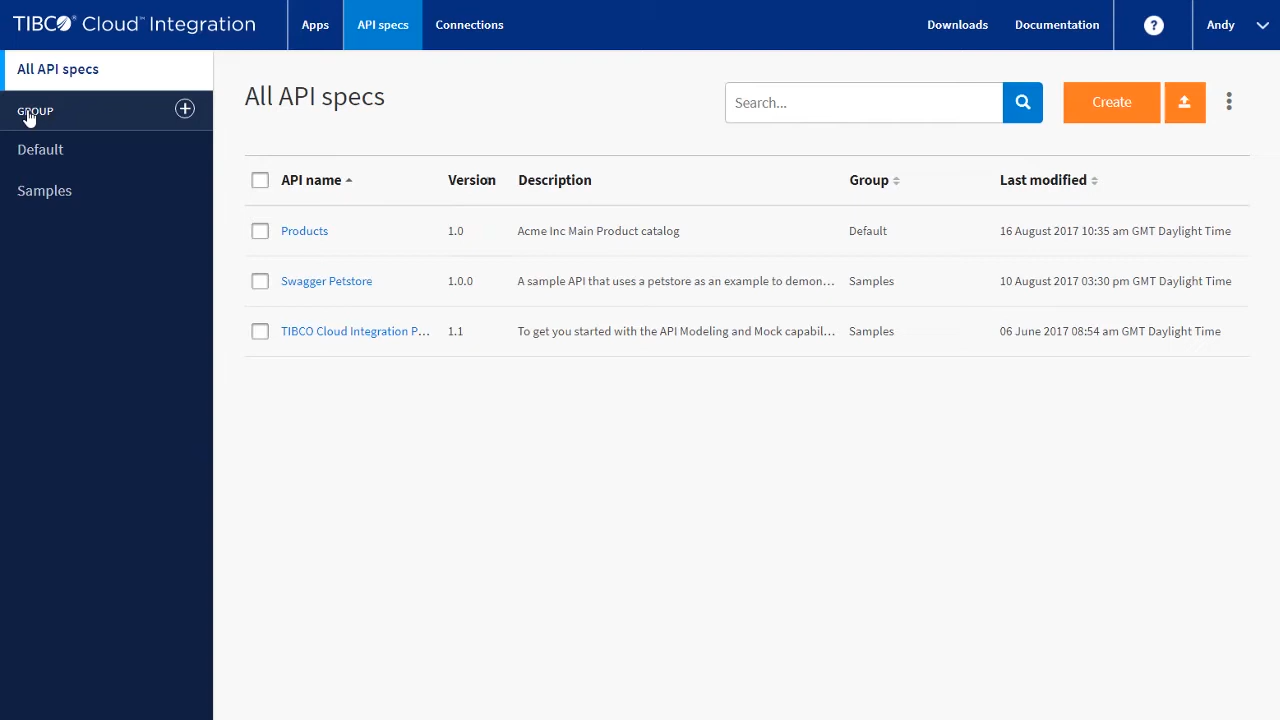 TIBCO® Cloud™ Integration
Apps
API specs
Connections
Downloads
Documentation
?
Andy
All API specs
GROUP
Default
Samples
All API specs
Search...
Create
API name
Version
Description
Group
Last modified
Products
1.0
Acme Inc Main Product catalog
Default
16 August 2017 10:35 am GMT Daylight Time
Swagger Petstore
1.0.0
A sample API that uses a petstore as an example to demon...
Samples
10 August 2017 03:30 pm GMT Daylight Time
TIBCO Cloud Integration P...
1.1
To get you started with the API Modeling and Mock capabil...
Samples
06 June 2017 08:54 am GMT Daylight Time